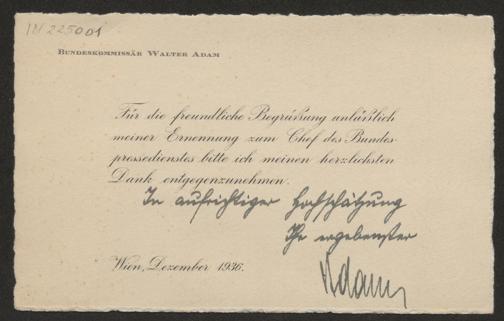 IN 225001
Bundeskommissär Walter Adam
Für die freundliche Begrüßung anläßlich
meiner Ernennung zum Chef des Bundes-
pressedienstes bitte ich meinen herzlichsten
Dank entgegenzunehmen.
In aufrichtiger Hochschätzung
Ihr ergebenster
Wien, Dezember 1936.
Adam